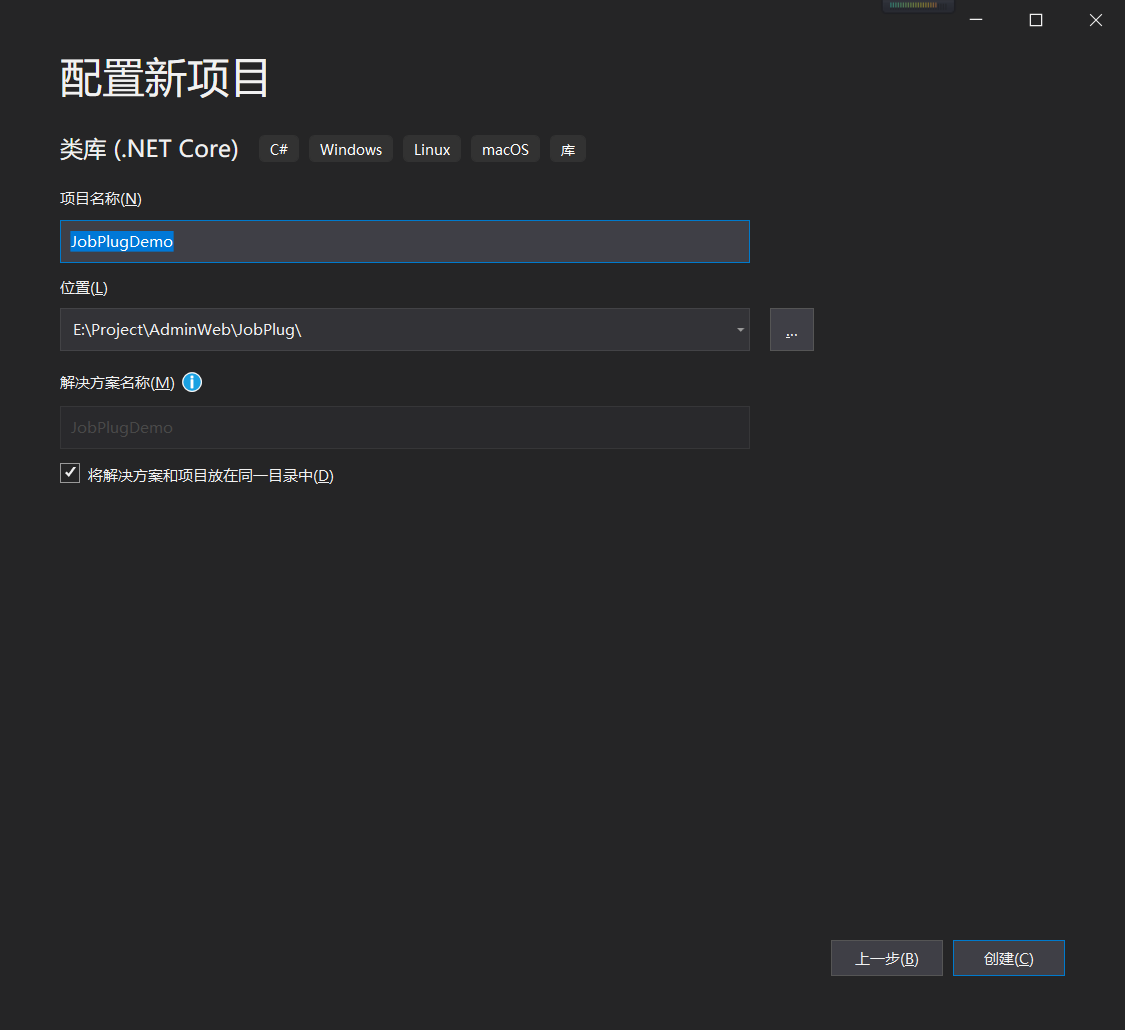 配置新项目
类库 (.NET Core) C# Windows Linux macOS 库
项目名称(N)
JobPlugDemo
位置(L)
E:\Project\AdminWeb\JobPlug\
...
解决方案名称(M)
JobPlugDemo
将解决方案和项目放在同一目录中(D)
上一步(B) 创建(C)